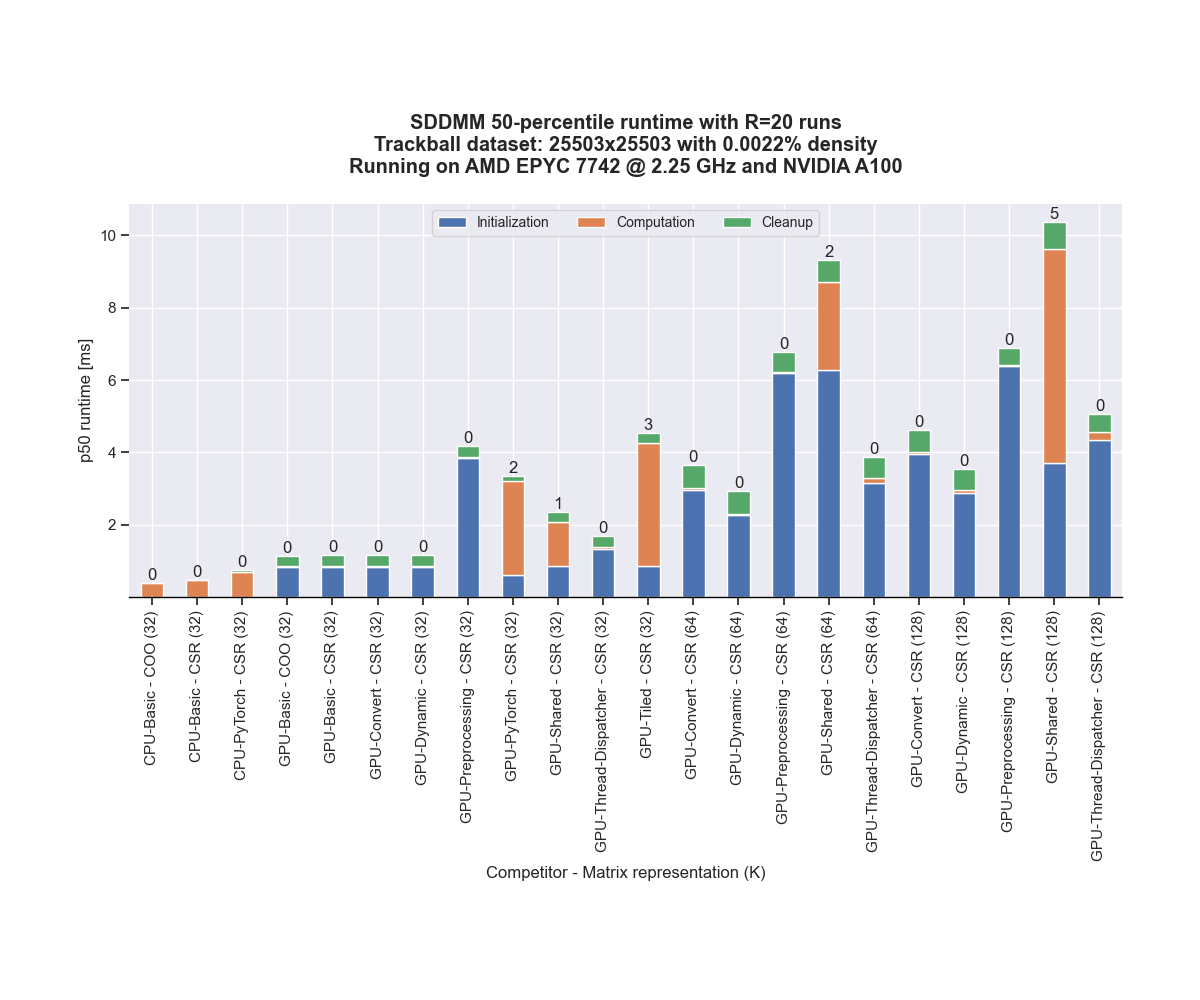 SDDMM 50-percentile runtime with R=20 runs
Trackball dataset: 25503x25503 with 0.0022% density
Running on AMD EPYC 7742 @ 2.25 GHz and NVIDIA A100
Initialization
Computation
Cleanup
p50 runtime [ms]
10
8
6
4
2
0
0
0
0
0
0
0
0
2
1
0
3
0
0
0
2
0
0
0
0
5
0
CPU-Basic - COO (32)
CPU-Basic - CSR (32)
CPU-PyTorch - CSR (32)
GPU-Basic - COO (32)
GPU-Basic - CSR (32)
GPU-Convert - CSR (32)
GPU-Dynamic - CSR (32)
GPU-Preprocessing - CSR (32)
GPU-PyTorch - CSR (32)
GPU-Shared - CSR (32)
GPU-Thread-Dispatcher - CSR (32)
GPU-Tiled - CSR (32)
GPU-Convert - CSR (64)
GPU-Dynamic - CSR (64)
GPU-Preprocessing - CSR (64)
GPU-Shared - CSR (64)
GPU-Thread-Dispatcher - CSR (64)
GPU-Convert - CSR (128)
GPU-Dynamic - CSR (128)
GPU-Preprocessing - CSR (128)
GPU-Shared - CSR (128)
GPU-Thread-Dispatcher - CSR (128)
Competitor - Matrix representation (K)